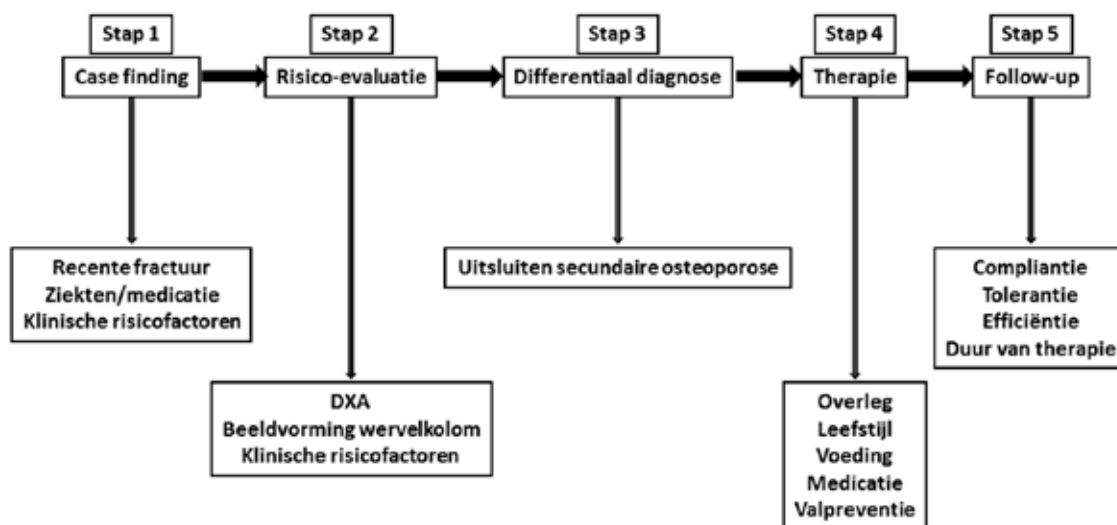 Stap 1
Stap 2
Stap 3
Stap 4
Stap 5
Case finding
Risico-evaluatie
Differentiaal diagnose
Therapie
Follow-up
Recente fractuur
Ziekten/medicatie
Klinische risicofactoren
DXA
Beeldvorming wervelkolom
Klinische risicofactoren
Uitsluiten secundaire osteoporose
Overleg
Leefstijl
Voeding
Medicatie
Valpreventie
Compliantie
Tolerantie
Efficiëntie
Duur van therapie